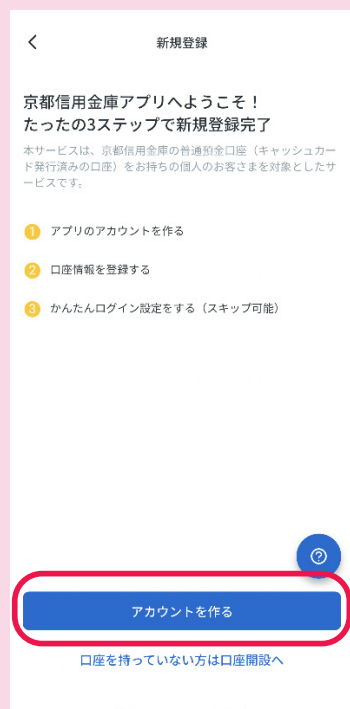 新規登録
京都信用金庫アプリへようこそ！
たったの3ステップで新規登録完了
本サービスは、京都信用金庫の普通預金口座（キャッシュカー
ド発行済みの口座）をお持ちの個人のお客さまを対象としたサ
ービスです。
1 アプリのアカウントを作る
2 口座情報を登録する
3 かんたんログイン設定をする（スキップ可能）
?
アカウントを作る
口座を持っていない方は口座開設へ